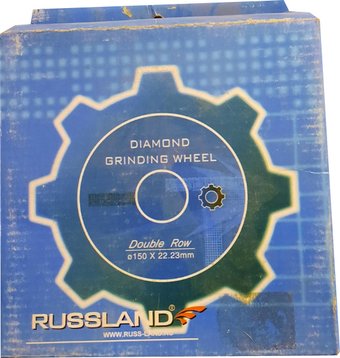 DIAMOND
GRINDING WHEEL
Double Row
ø150 X 22.23mm
RUSSLAND®